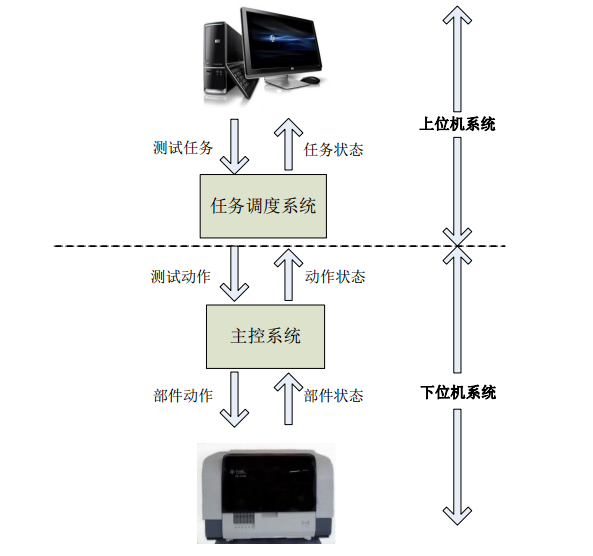 上位机系统
测试任务
任务状态
任务调度系统
测试动作
动作状态
主控系统
部件动作
部件状态
下位机系统